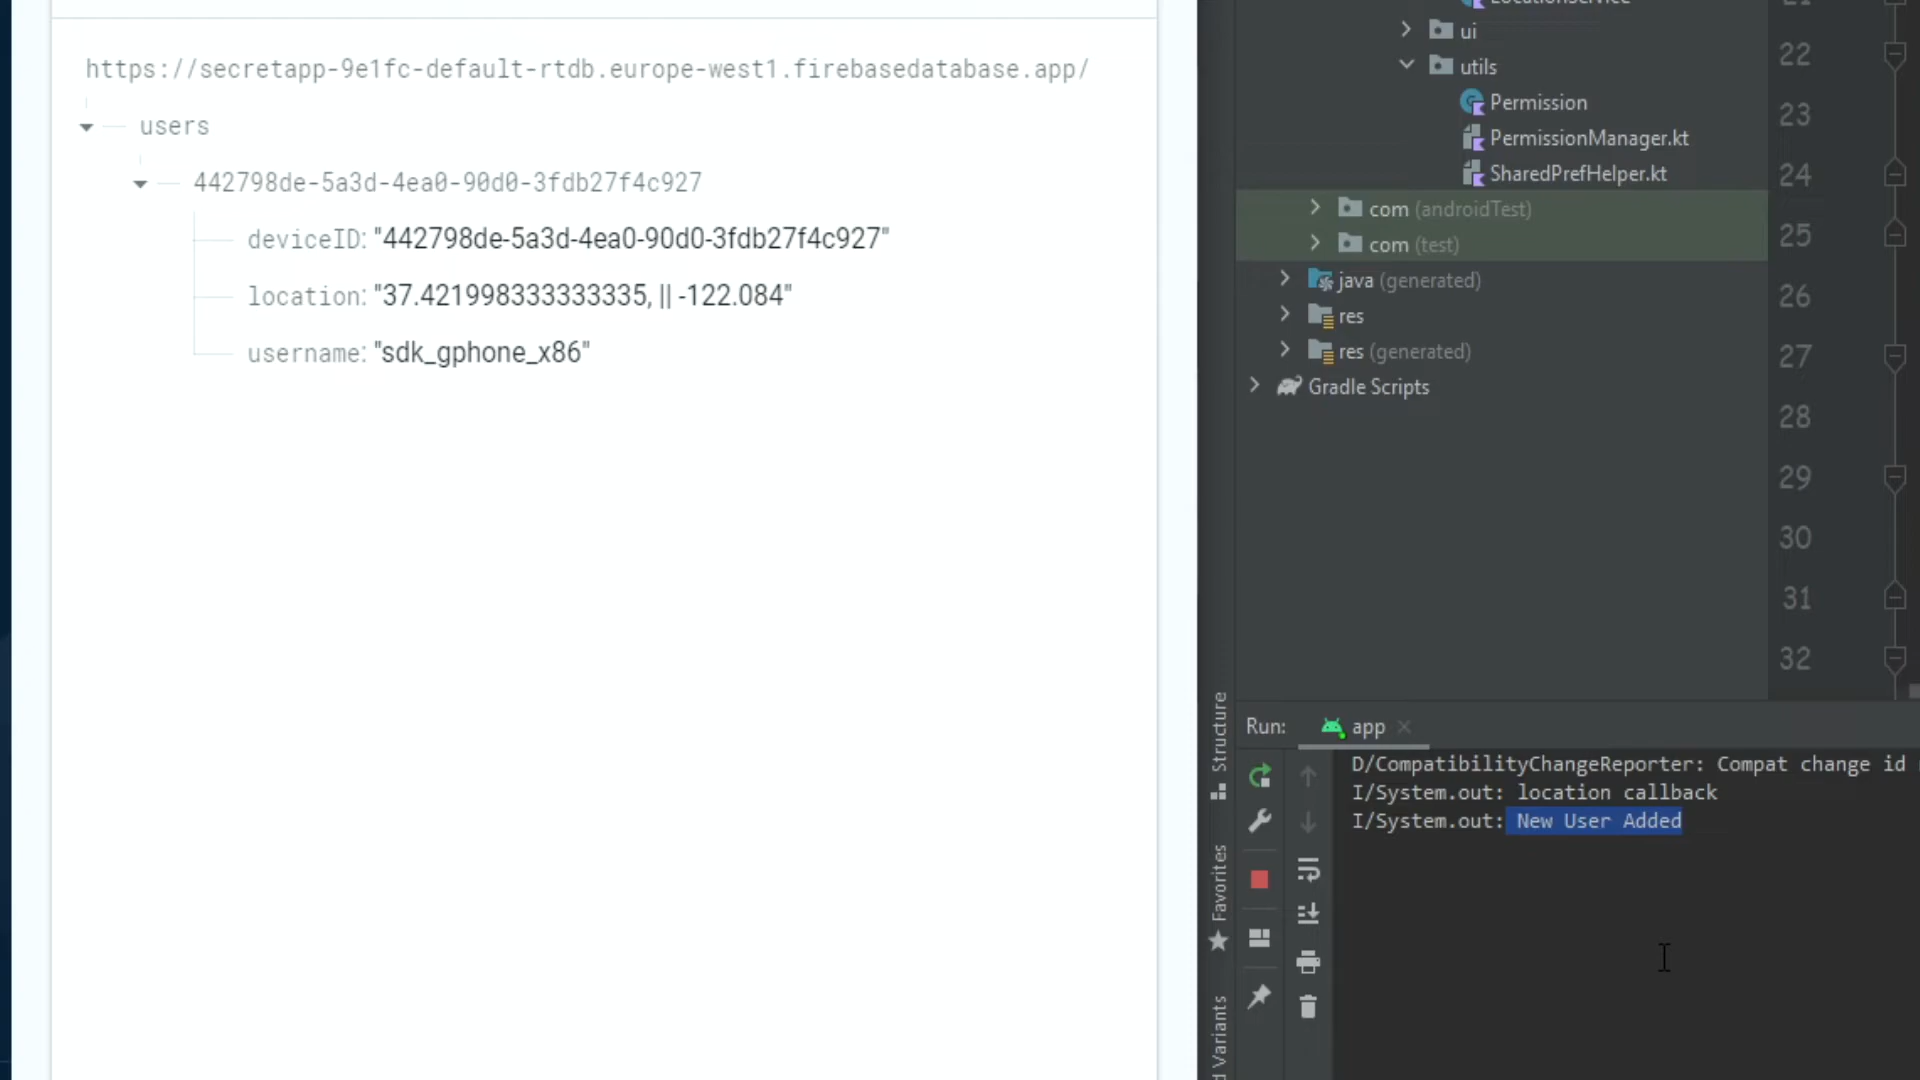 https://secretapp-9e1fc-default-rtdb.europe-west1.firebasedatabase.app/
users
442798de-5a3d-4ea0-90d0-3fdb27f4c927
deviceID: "442798de-5a3d-4ea0-90d0-3fdb27f4c927"
location: "37.421998333333335, || -122.084"
username: "sdk_gphone_x86"
LocationService
ui
utils
Permission
PermissionManager.kt
SharedPrefHelper.kt
com (androidTest)
com (test)
java (generated)
res
res (generated)
Gradle Scripts
21
22
23
24
25
26
27
28
29
30
31
32
Structure
Favorites
Variants
Run: app
D/CompatibilityChangeReporter: Compat change id
I/System.out: location callback
I/System.out: New User Added